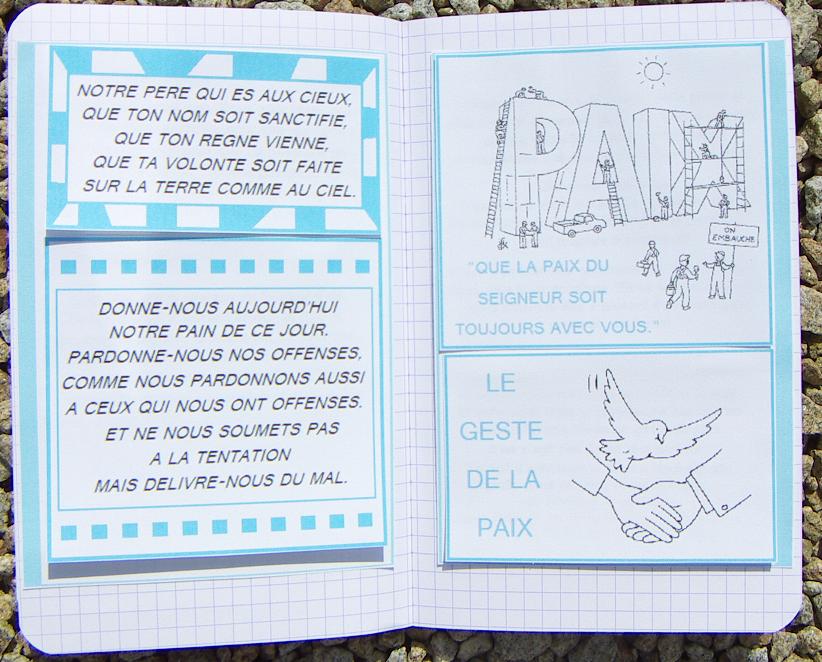 NOTRE PERE QUI ES AUX CIEUX,
QUE TON NOM SOIT SANCTIFIE,
QUE TON REGNE VIENNE,
QUE TA VOLONTE SOIT FAITE
SUR LA TERRE COMME AU CIEL.
DONNE-NOUS AUJOURD'HUI
NOTRE PAIN DE CE JOUR.
PARDONNE-NOUS NOS OFFENSES,
COMME NOUS PARDONNONS AUSSI
A CEUX QUI NOUS ONT OFFENSES.
ET NE NOUS SOUMETS PAS
A LA TENTATION
MAIS DELIVRE-NOUS DU MAL.
PAIX
ON
EMBAUCHE
"QUE LA PAIX DU
SEIGNEUR SOIT
TOUJOURS AVEC VOUS."
LE
GESTE
DE LA
PAIX